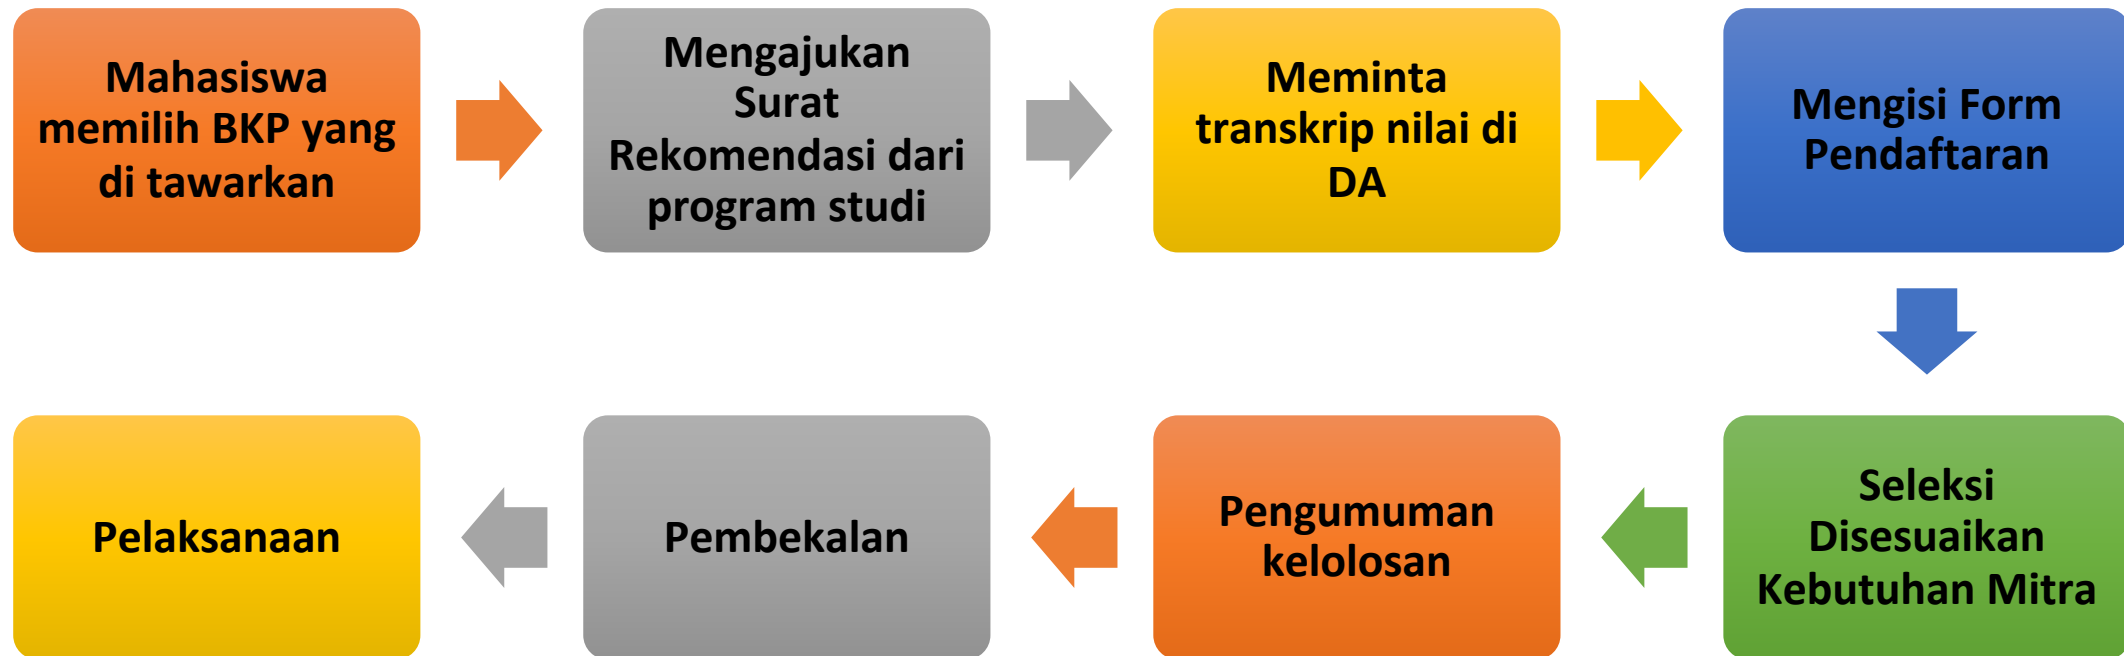 Mahasiswa
memilih BKP yang
di tawarkan
Mengajukan
Surat
Rekomendasi dari
program studi
Meminta
transkrip nilai di
DA
Mengisi Form
Pendaftaran
Seleksi
Disesuaikan
Kebutuhan Mitra
Pengumuman
kelolosan
Pembekalan
Pelaksanaan